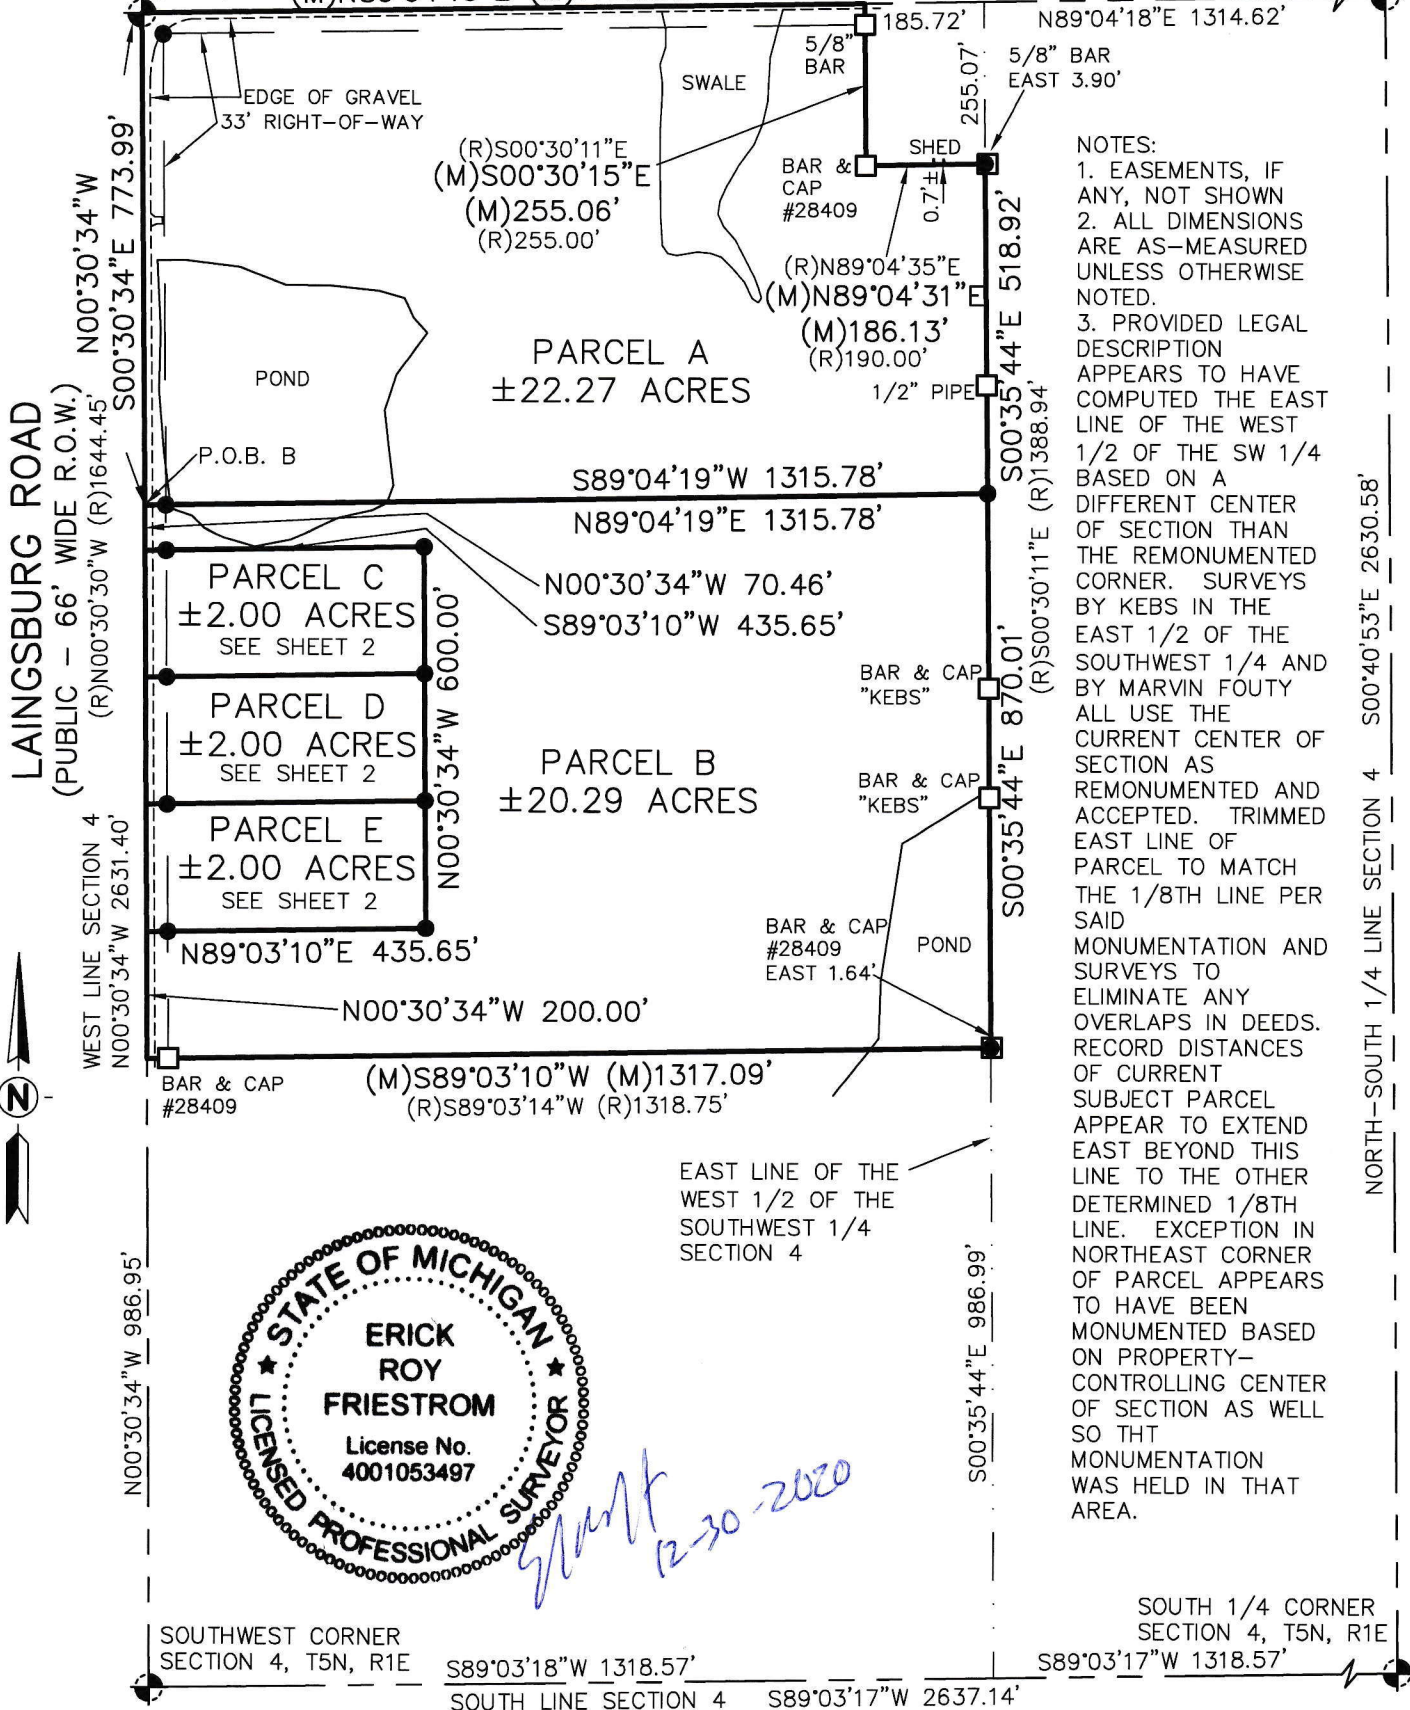 185.72'
N89°04'18"E 1314.62'
5/8"
BAR
255.07'
5/8" BAR
EAST 3.90'
SWALE
EDGE OF GRAVEL
33' RIGHT-OF-WAY
N00°30'34"W
S00°30'34"E 773.99'
(R)S00°30'11"E
(M)S00°30'15"E
(M)255.06'
(R)255.00'
BAR &
CAP
#28409
SHED
0.7'±
(R)N89°04'35"E
(M)N89°04'31"E
(M)186.13'
(R)190.00'
S00°35'44"E 518.92'
1/2" PIPE
PARCEL A
±22.27 ACRES
POND
P.O.B. B
LAINGSBURG ROAD
(PUBLIC - 66' WIDE R.O.W.)
(R)N00°30'30"W (R)1644.45'
S89°04'19"W 1315.78'
N89°04'19"E 1315.78'
(R)S00°30'11"E (R)1388.94'
PARCEL C
±2.00 ACRES
SEE SHEET 2
N00°30'34"W 70.46'
S89°03'10"W 435.65'
N00°30'34"W 600.00'
PARCEL D
±2.00 ACRES
SEE SHEET 2
PARCEL B
±20.29 ACRES
BAR & CAP
"KEBS"
BAR & CAP
"KEBS"
S00°35'44"E 870.01'
PARCEL E
±2.00 ACRES
SEE SHEET 2
WEST LINE SECTION 4
N00°30'34"W 2631.40'
N89°03'10"E 435.65'
BAR & CAP
#28409
EAST 1.64'
POND
N00°30'34"W 200.00'
N
BAR & CAP
#28409
(M)S89°03'10"W (M)1317.09'
(R)S89°03'14"W (R)1318.75'
EAST LINE OF THE
WEST 1/2 OF THE
SOUTHWEST 1/4
SECTION 4
N00°30'34"W 986.95'
S00°35'44"E 986.99'
NOTES:
1. EASEMENTS, IF
ANY, NOT SHOWN
2. ALL DIMENSIONS
ARE AS-MEASURED
UNLESS OTHERWISE
NOTED.
3. PROVIDED LEGAL
DESCRIPTION
APPEARS TO HAVE
COMPUTED THE EAST
LINE OF THE WEST
1/2 OF THE SW 1/4
BASED ON A
DIFFERENT CENTER
OF SECTION THAN
THE REMONUMENTED
CORNER. SURVEYS
BY KEBS IN THE
EAST 1/2 OF THE
SOUTHWEST 1/4 AND
BY MARVIN FOUTY
ALL USE THE
CURRENT CENTER OF
SECTION AS
REMONUMENTED AND
ACCEPTED. TRIMMED
EAST LINE OF
PARCEL TO MATCH
THE 1/8TH LINE PER
SAID
MONUMENTATION AND
SURVEYS TO
ELIMINATE ANY
OVERLAPS IN DEEDS.
RECORD DISTANCES
OF CURRENT
SUBJECT PARCEL
APPEAR TO EXTEND
EAST BEYOND THIS
LINE TO THE OTHER
DETERMINED 1/8TH
LINE. EXCEPTION IN
NORTHEAST CORNER
OF PARCEL APPEARS
TO HAVE BEEN
MONUMENTED BASED
ON PROPERTY-
CONTROLLING CENTER
OF SECTION AS WELL
SO THT
MONUMENTATION
WAS HELD IN THAT
AREA.
NORTH-SOUTH 1/4 LINE SECTION 4 S00°40'53"E 2630.58'
STATE OF MICHIGAN
ERICK
ROY
FRIESTROM
License No.
4001053497
LICENSED PROFESSIONAL SURVEYOR
12-30-2020
SOUTHWEST CORNER
SECTION 4, T5N, R1E
SOUTH 1/4 CORNER
SECTION 4, T5N, R1E
S89°03'18"W 1318.57'
S89°03'17"W 1318.57'
SOUTH LINE SECTION 4 S89°03'17"W 2637.14'